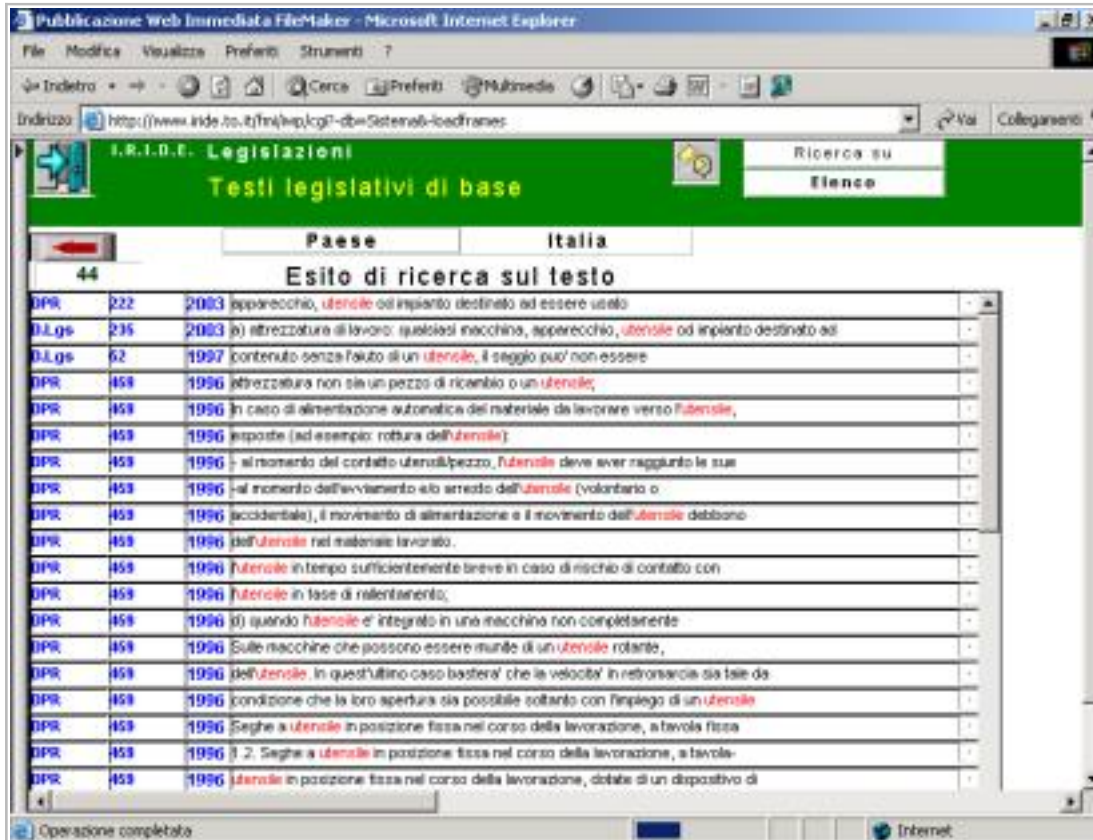 Pubblicazione Web Immediata FileMaker - Microsoft Internet Explorer
File Modifica Visualizza Preferiti Strumenti ?
Indietro Cerca Preferiti Multimedia
Indirizzo http://www.iride.to.it/fmi/iwp/cgi?-db=Sistema&-loadframes Vai Collegamenti
I.R.I.D.E. Legislazioni
Ricerca su
Testi legislativi di base
Elenco
Paese Italia
44 Esito di ricerca sul testo
DPR 222 2003 apparecchio, utensile od impianto destinato ad essere usato
D.Lgs 235 2003 a) attrezzatura di lavoro: qualsiasi macchina, apparecchio, utensile od impianto destinato ad
D.Lgs 62 1997 contenuto senza l'aiuto di un utensile, il saggio puo' non essere
DPR 459 1996 attrezzatura non sia un pezzo di ricambio o un utensile;
DPR 459 1996 In caso di alimentazione automatica del materiale da lavorare verso l'utensile,
DPR 459 1996 esposte (ad esempio: rottura dell'utensile):
DPR 459 1996 - al momento del contatto utensili/pezzo, l'utensile deve aver raggiunto le sue
DPR 459 1996 -al momento dell'avviamento e/o arresto dell'utensile (volontario o
DPR 459 1996 accidentale), il movimento di alimentazione e il movimento dell'utensile debbono
DPR 459 1996 dell'utensile nel materiale lavorato.
DPR 459 1996 l'utensile in tempo sufficientemente breve in caso di rischio di contatto con
DPR 459 1996 l'utensile in fase di rallentamento;
DPR 459 1996 d) quando l'utensile e' integrato in una macchina non completamente
DPR 459 1996 Sulle macchine che possono essere munite di un utensile rotante,
DPR 459 1996 dell'utensile. In quest'ultimo caso bastera' che la velocita' in retromarcia sia tale da
DPR 459 1996 condizione che la loro apertura sia possibile soltanto con l'impiego di un utensile
DPR 459 1996 Seghe a utensile in posizione fissa nel corso della lavorazione, a tavola fissa
DPR 459 1996 1.2. Seghe a utensile in posizione fissa nel corso della lavorazione, a tavola-
DPR 459 1996 utensile in posizione fissa nel corso della lavorazione, dotate di un dispositivo di
Operazione completata Internet